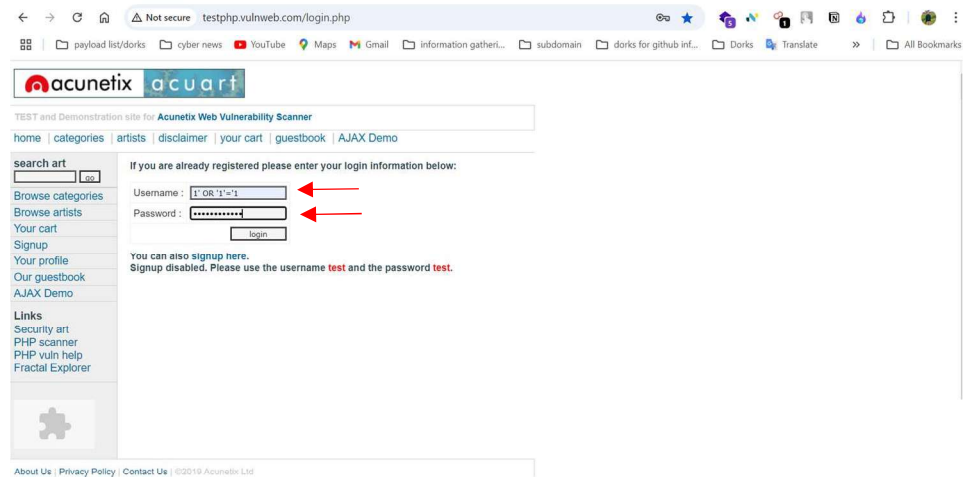 Not secure testphp.vulnweb.com/login.php
payload list/dorks cyber news YouTube Maps Gmail information gatheri... subdomain dorks for github inf... Dorks Translate » All Bookmarks
acunetix acuart
TEST and Demonstration site for Acunetix Web Vulnerability Scanner
home | categories | artists | disclaimer | your cart | guestbook | AJAX Demo
search art
go
Browse categories
Browse artists
Your cart
Signup
Your profile
Our guestbook
AJAX Demo
Links
Security art
PHP scanner
PHP vuln help
Fractal Explorer
If you are already registered please enter your login information below:
Username : 1' OR '1'='1
Password : ••••••••••••
login
You can also signup here.
Signup disabled. Please use the username test and the password test.
About Us | Privacy Policy | Contact Us | ©2019 Acunetix Ltd